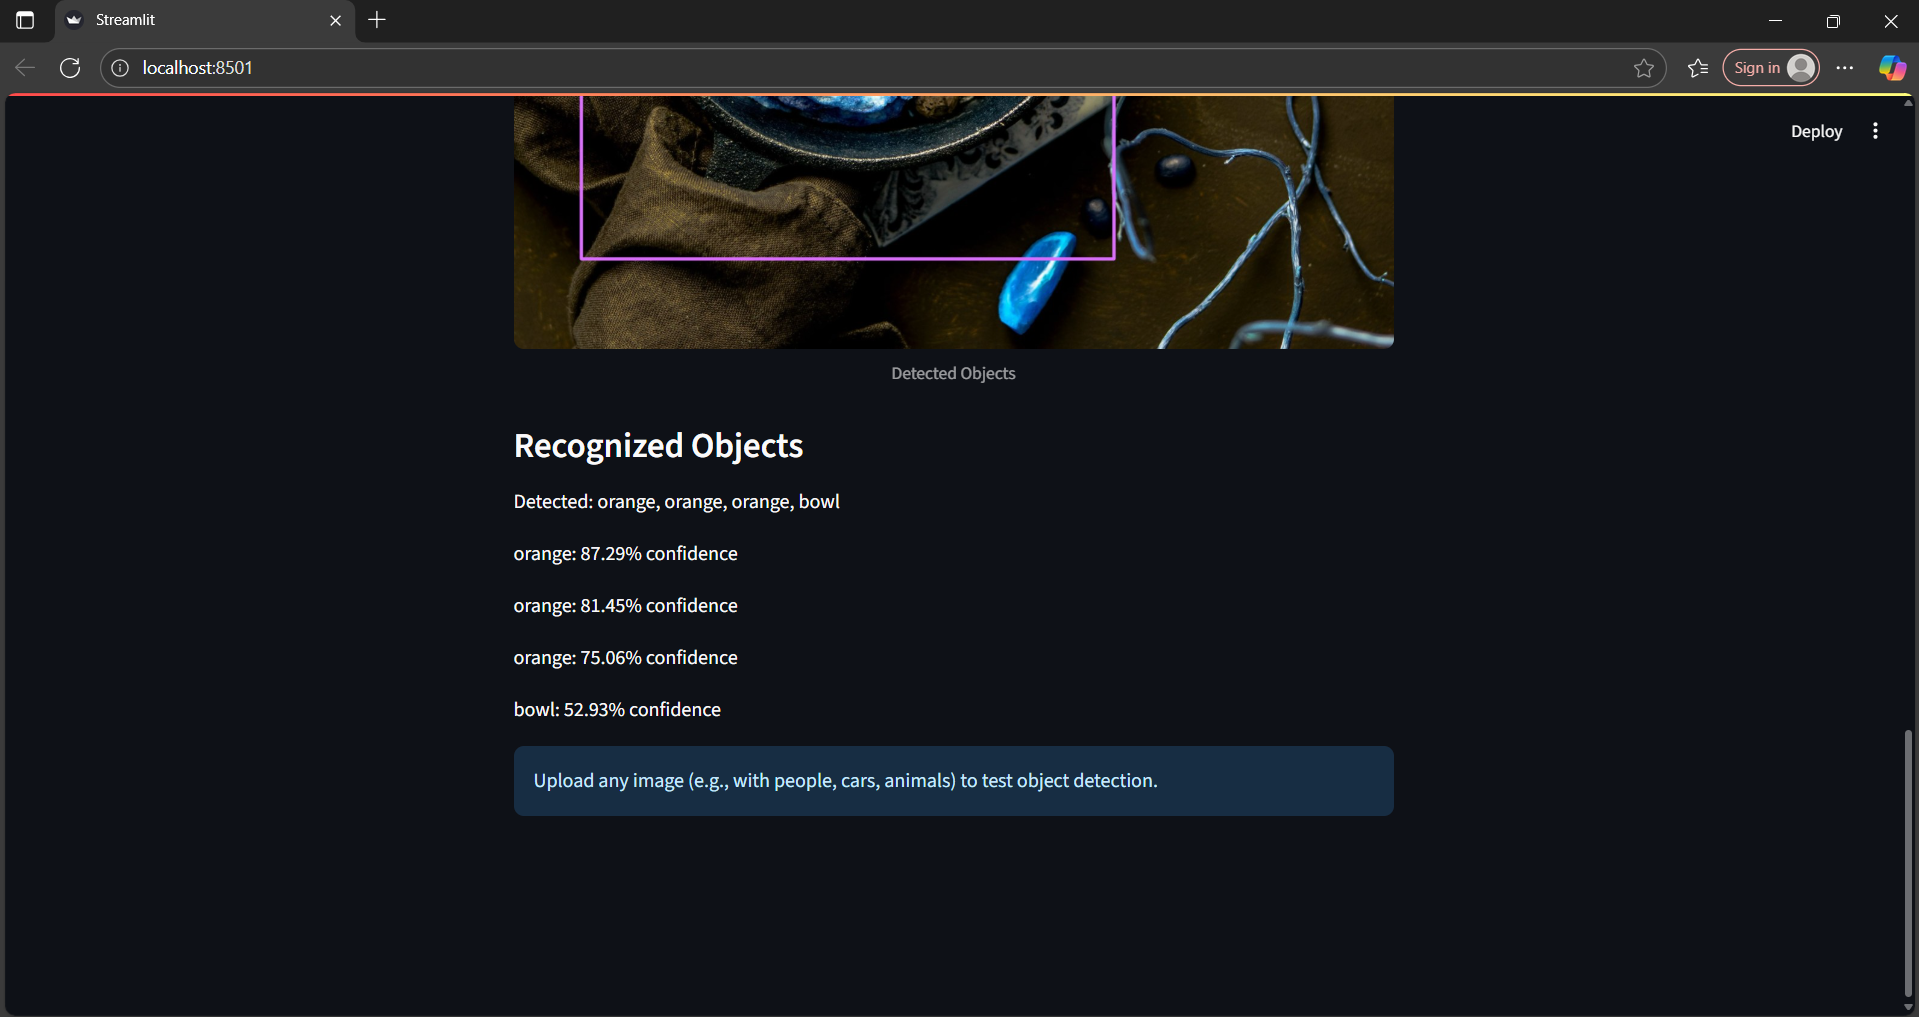 Streamlit
localhost:8501
Sign in
Deploy
Detected Objects
Recognized Objects
Detected: orange, orange, orange, bowl
orange: 87.29% confidence
orange: 81.45% confidence
orange: 75.06% confidence
bowl: 52.93% confidence
Upload any image (e.g., with people, cars, animals) to test object detection.